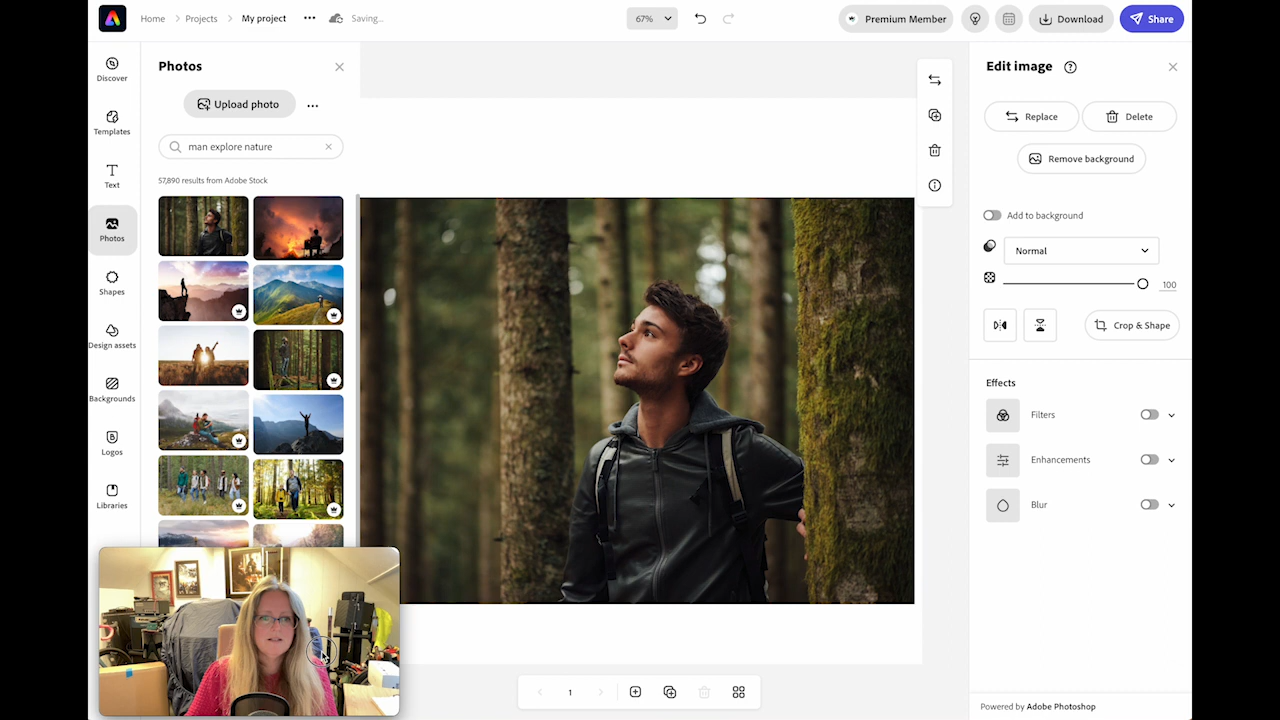 Home
Projects
My project
Saving...
67%
Premium Member
Download
Share
Discover
Templates
Text
Photos
Shapes
Design assets
Backgrounds
Logos
Libraries
Photos
Upload photo
man explore nature
57,890 results from Adobe Stock
1
Edit image
Replace
Delete
Remove background
Add to background
Normal
100
Crop & Shape
Effects
Filters
Enhancements
Blur
Powered by Adobe Photoshop